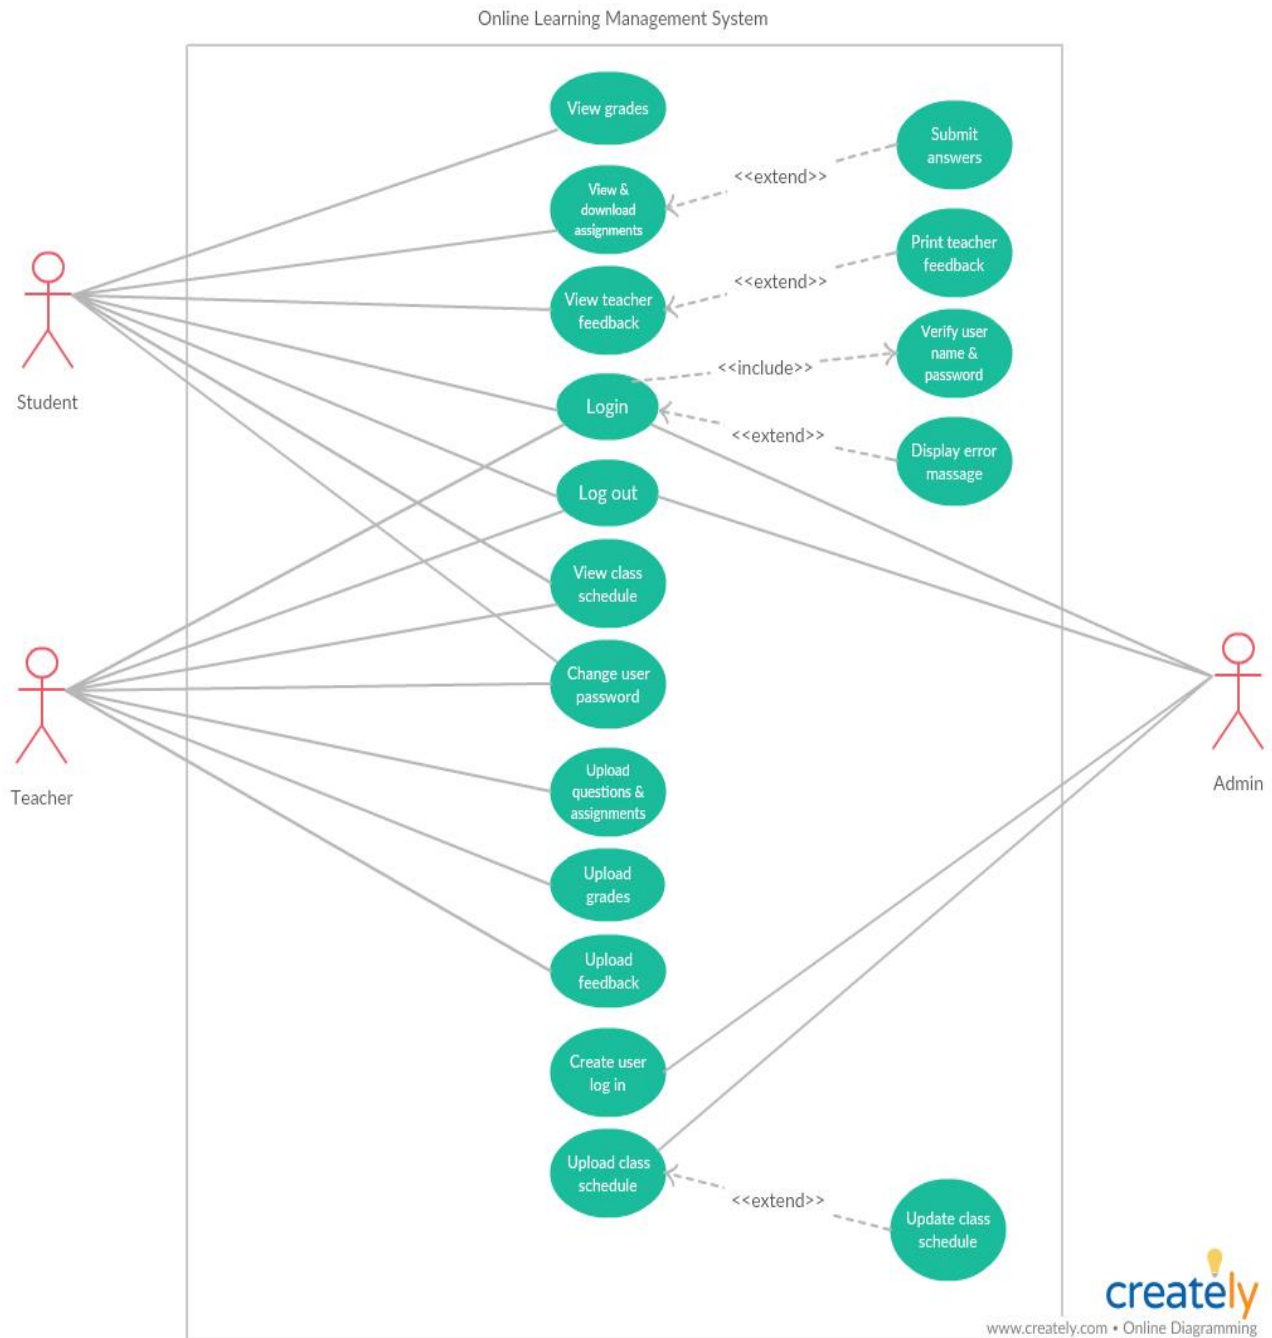 Online Learning Management System
View grades
Submit
answers
<<extend>>
View &
download
assignments
Print teacher
feedback
<<extend>>
View teacher
feedback
Verify user
name &
password
<<include>>
Student
Login
<<extend>>
Display error
massage
Log out
View class
schedule
Change user
password
Teacher
Admin
Upload
questions &
assignments
Upload
grades
Upload
feedback
Create user
log in
Upload class
schedule
<<extend>>
Update class
schedule
creately
www.creately.com • Online Diagramming